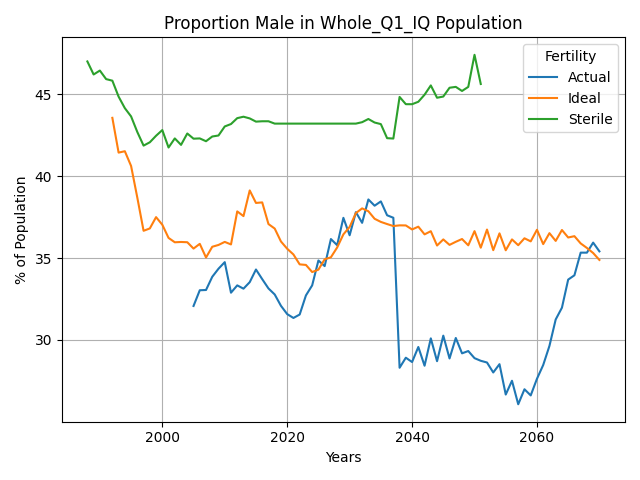 Proportion Male in Whole_Q1_IQ Population
Fertility
Actual
Ideal
Sterile
% of Population
45
40
35
30
2000
2020
2040
2060
Years